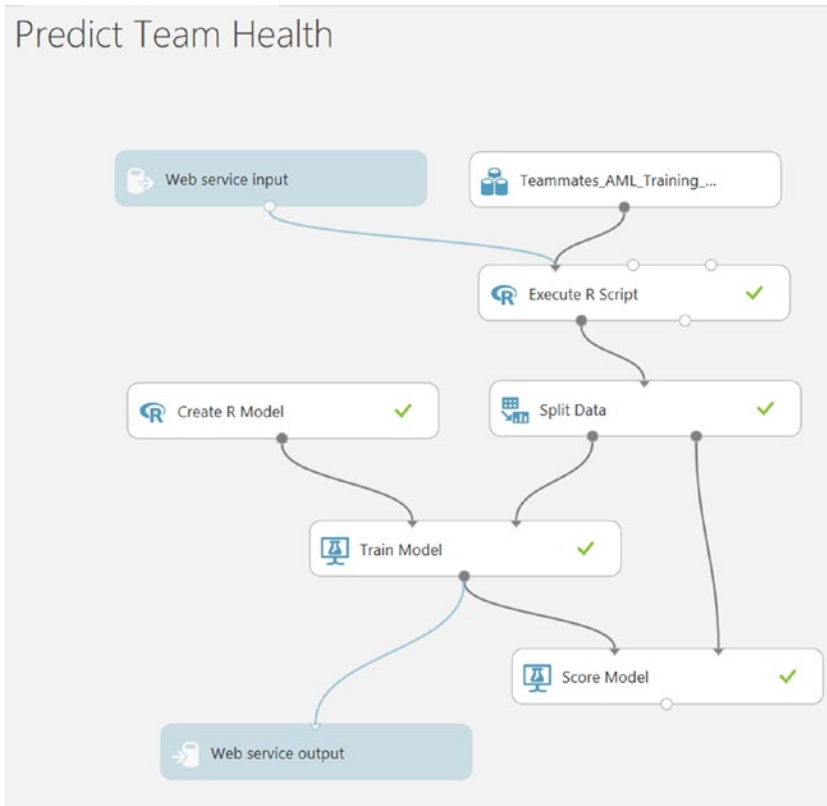 Predict Team Health
Web service input
Teammates_AML_Training_...
Execute R Script
Create R Model
Split Data
Train Model
Score Model
Web service output